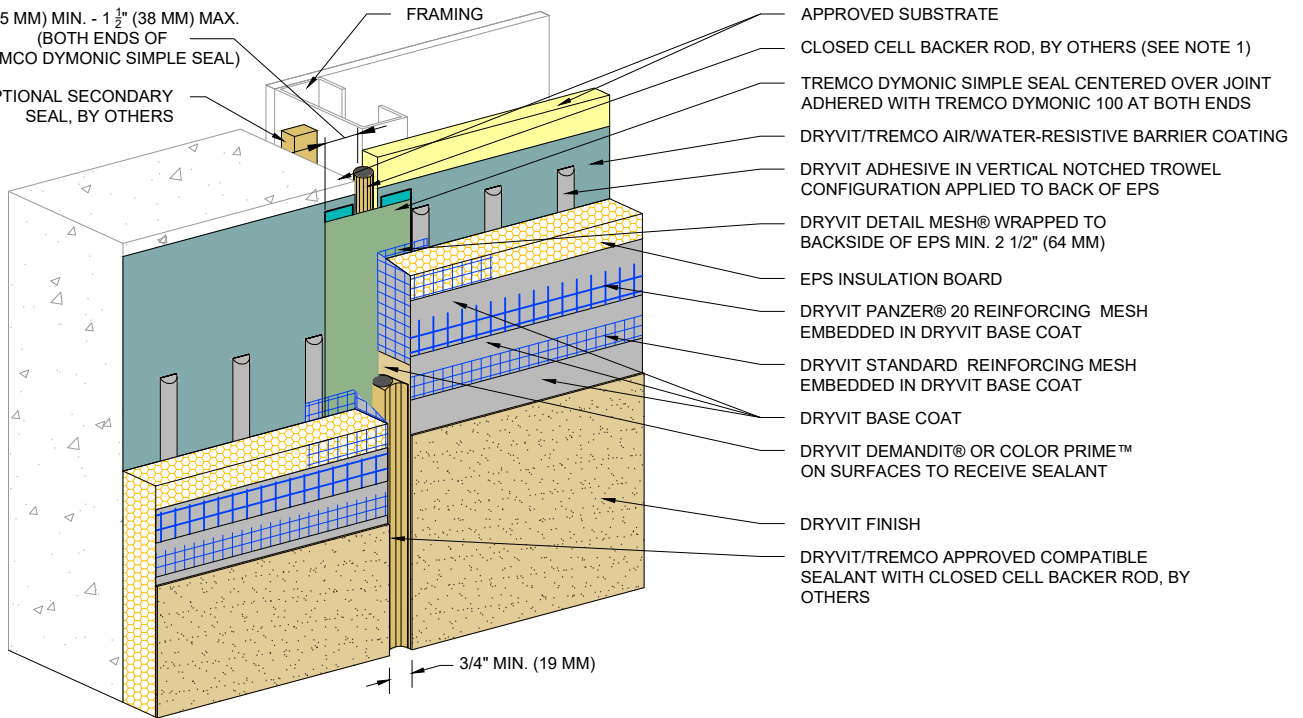 5 MM) MIN. - 1 1/2" (38 MM) MAX.
(BOTH ENDS OF
MCO DYMONIC SIMPLE SEAL)
PTIONAL SECONDARY
SEAL, BY OTHERS
FRAMING
APPROVED SUBSTRATE
CLOSED CELL BACKER ROD, BY OTHERS (SEE NOTE 1)
TREMCO DYMONIC SIMPLE SEAL CENTERED OVER JOINT
ADHERED WITH TREMCO DYMONIC 100 AT BOTH ENDS
DRYVIT/TREMCO AIR/WATER-RESISTIVE BARRIER COATING
DRYVIT ADHESIVE IN VERTICAL NOTCHED TROWEL
CONFIGURATION APPLIED TO BACK OF EPS
DRYVIT DETAIL MESH® WRAPPED TO
BACKSIDE OF EPS MIN. 2 1/2" (64 MM)
EPS INSULATION BOARD
DRYVIT PANZER® 20 REINFORCING MESH
EMBEDDED IN DRYVIT BASE COAT
DRYVIT STANDARD REINFORCING MESH
EMBEDDED IN DRYVIT BASE COAT
DRYVIT BASE COAT
DRYVIT DEMANDIT® OR COLOR PRIME™
ON SURFACES TO RECEIVE SEALANT
DRYVIT FINISH
DRYVIT/TREMCO APPROVED COMPATIBLE
SEALANT WITH CLOSED CELL BACKER ROD, BY
OTHERS
3/4" MIN. (19 MM)